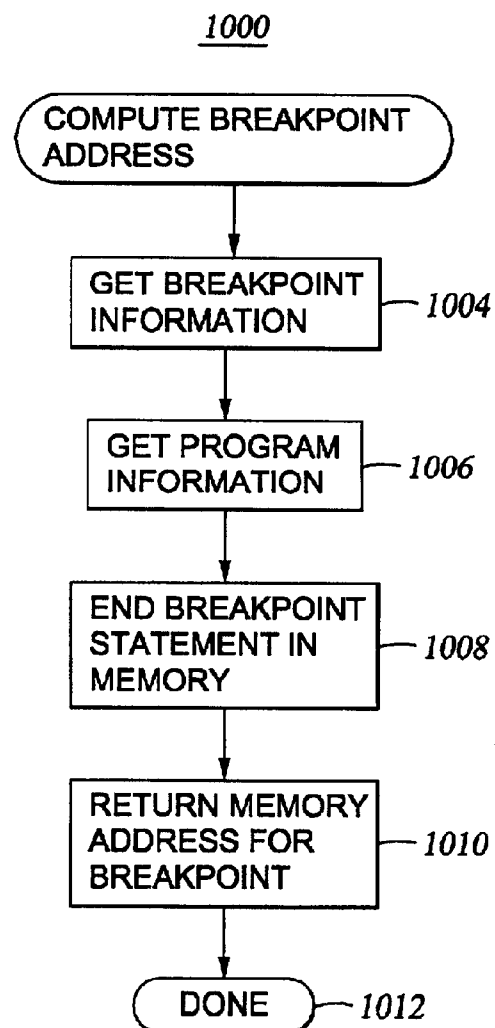 1000
COMPUTE BREAKPOINT
ADDRESS
GET BREAKPOINT
INFORMATION
1004
GET PROGRAM
INFORMATION
1006
END BREAKPOINT
STATEMENT IN
MEMORY
1008
RETURN MEMORY
ADDRESS FOR
BREAKPOINT
1010
DONE
1012